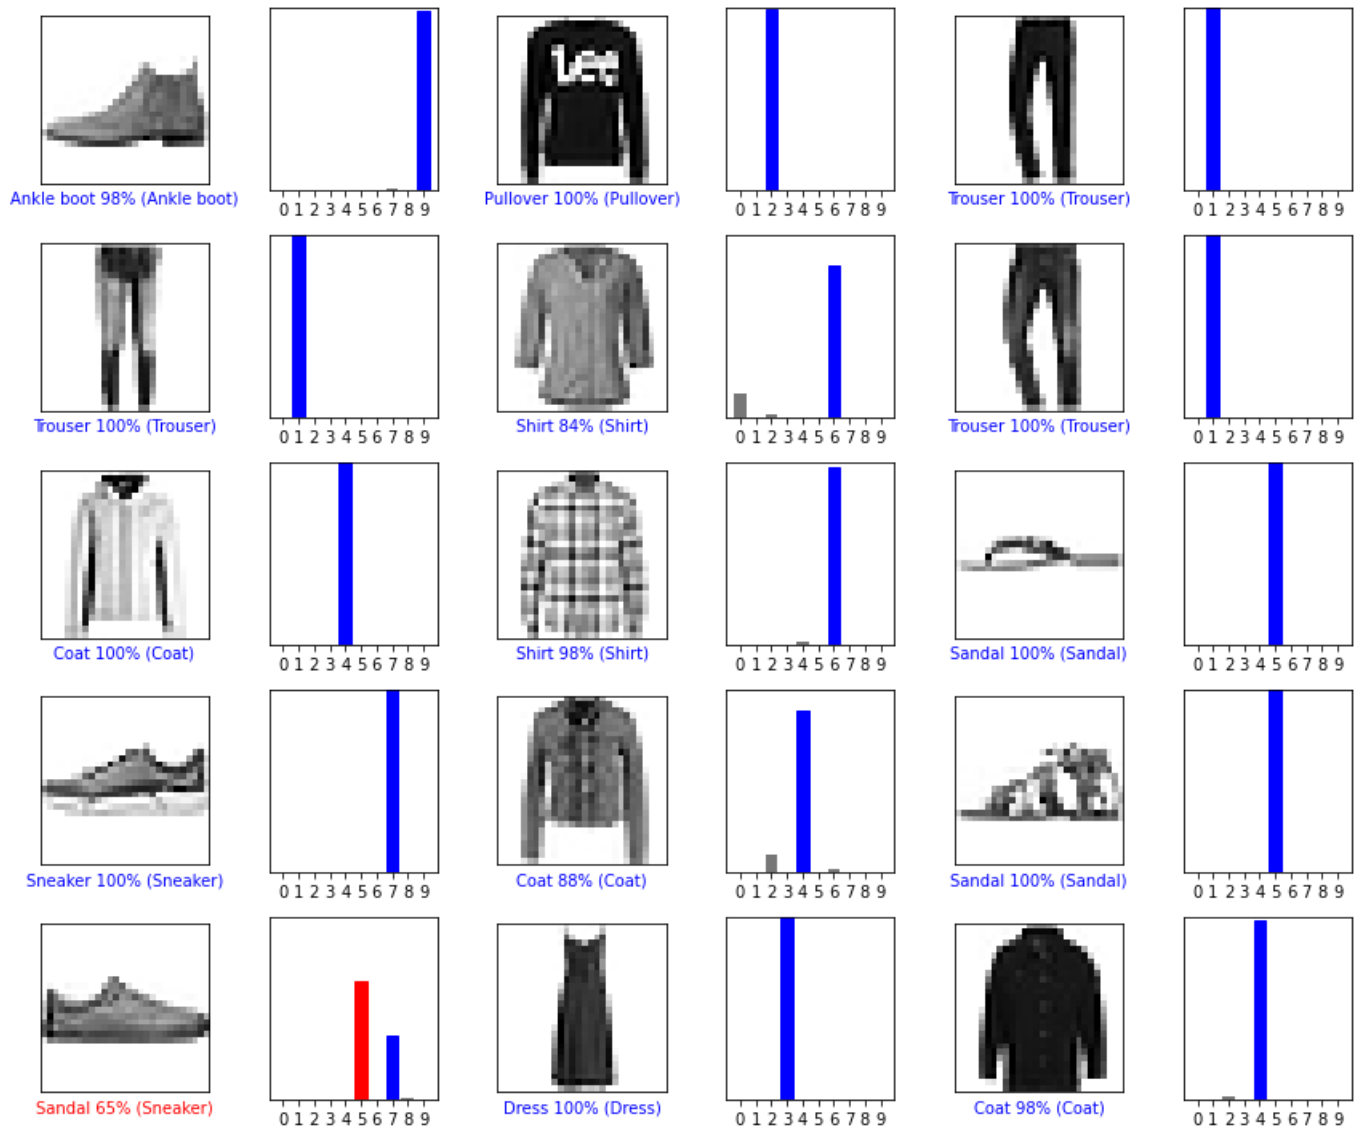 Lee
Ankle boot 98% (Ankle boot)
0 1 2 3 4 5 6 7 8 9
Pullover 100% (Pullover)
0 1 2 3 4 5 6 7 8 9
Trouser 100% (Trouser)
0 1 2 3 4 5 6 7 8 9
Trouser 100% (Trouser)
0 1 2 3 4 5 6 7 8 9
Shirt 84% (Shirt)
0 1 2 3 4 5 6 7 8 9
Trouser 100% (Trouser)
0 1 2 3 4 5 6 7 8 9
Coat 100% (Coat)
0 1 2 3 4 5 6 7 8 9
Shirt 98% (Shirt)
0 1 2 3 4 5 6 7 8 9
Sandal 100% (Sandal)
0 1 2 3 4 5 6 7 8 9
Sneaker 100% (Sneaker)
0 1 2 3 4 5 6 7 8 9
Coat 88% (Coat)
0 1 2 3 4 5 6 7 8 9
Sandal 100% (Sandal)
0 1 2 3 4 5 6 7 8 9
Sandal 65% (Sneaker)
0 1 2 3 4 5 6 7 8 9
Dress 100% (Dress)
0 1 2 3 4 5 6 7 8 9
Coat 98% (Coat)
0 1 2 3 4 5 6 7 8 9